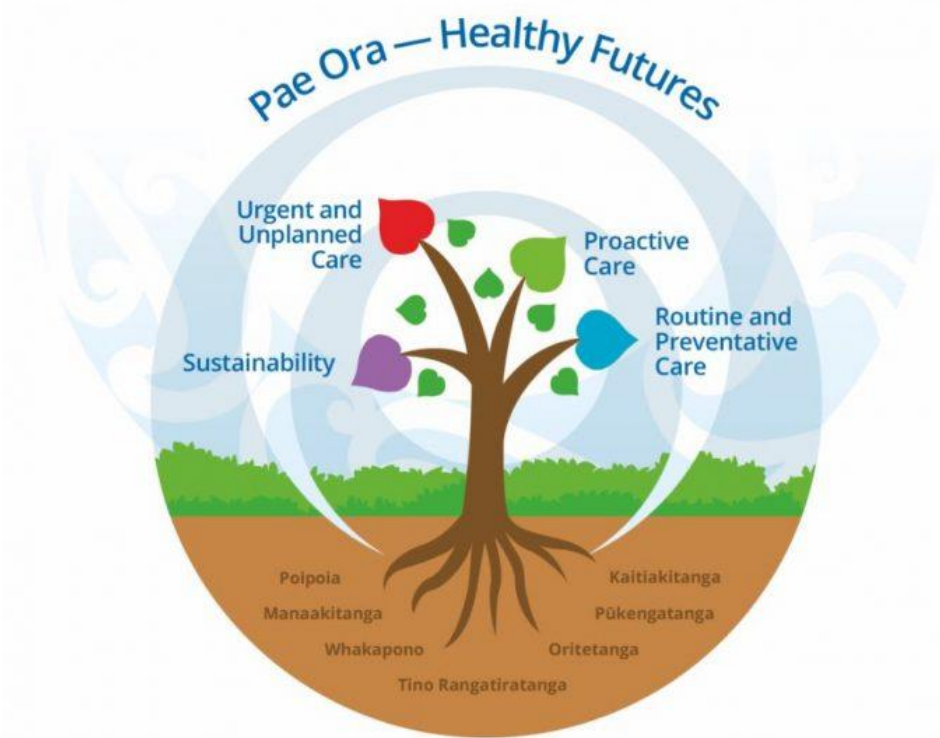 Pae Ora — Healthy Futures
Urgent and
Unplanned
Care
Proactive
Care
Routine and
Preventative
Care
Sustainability
Poipoia
Kaitiakitanga
Manaakitanga
Pūkengatanga
Whakapono
Oritetanga
Tino Rangatiratanga